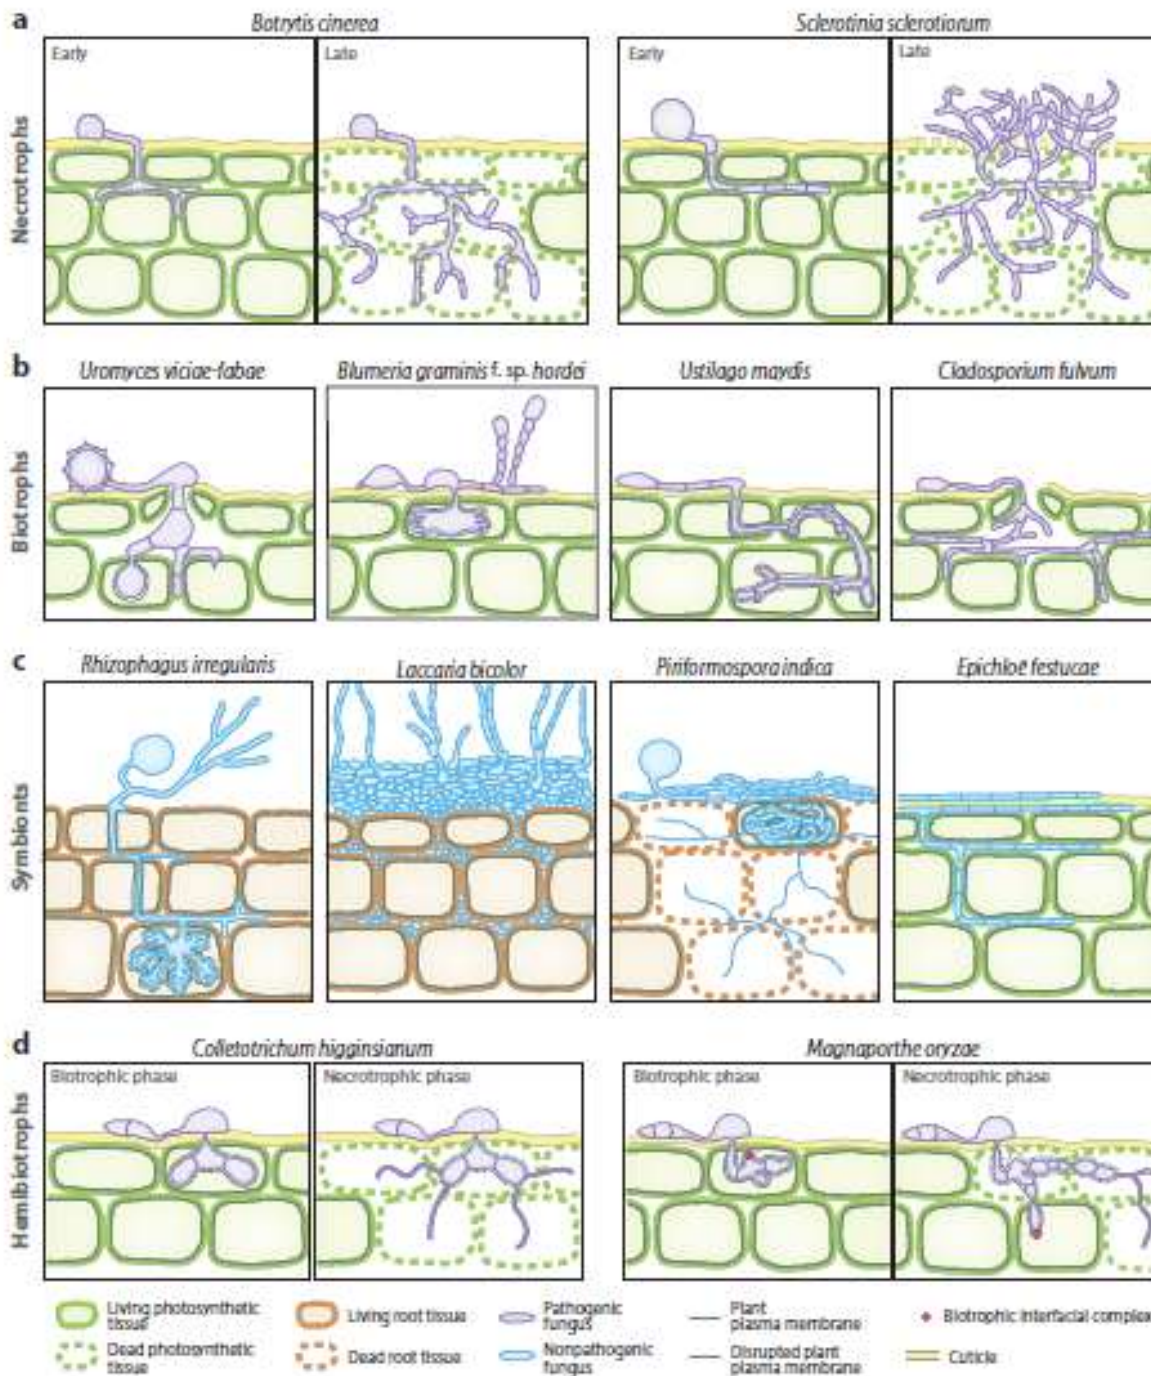 a
Botrytis cinerea
Sclerotinia sclerotiorum
Early
Late
Early
Late
Necrotrophs
b
Uromyces viciae-fabae
Blumeria graminis f. sp. hordei
Ustilago maydis
Cladosporium fulvum
Biotrophs
c
Rhizophagus irregularis
Laccaria bicolor
Piriformospora indica
Epichloë festucae
Symbionts
d
Colletotrichum higginsianum
Magnaporthe oryzae
Biotrophic phase
Necrotrophic phase
Biotrophic phase
Necrotrophic phase
Hemibiotrophs
Living photosynthetic
tissue
Living root tissue
Pathogenic
fungus
Plant
plasma membrane
Biotrophic interfacial complex
Dead photosynthetic
tissue
Dead root tissue
Nonpathogenic
fungus
Disrupted plant
plasma membrane
Cuticle